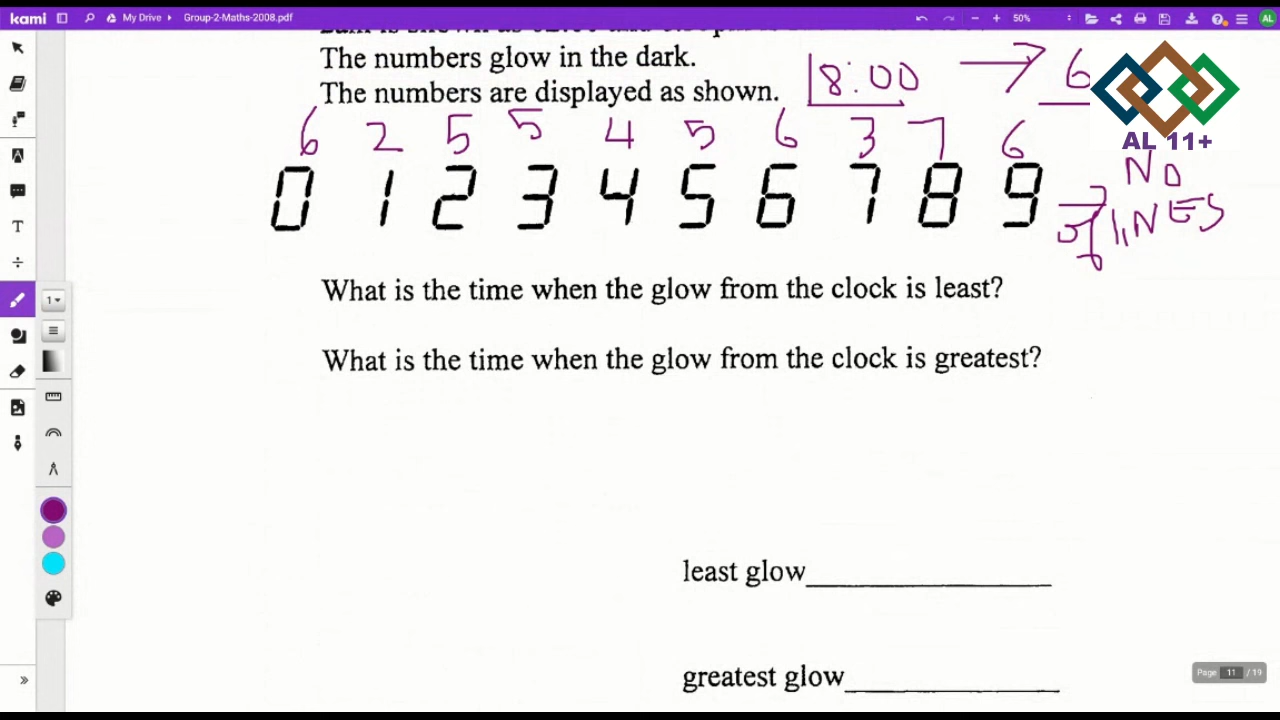 kami My Drive Group-2-Maths-2008.pdf 50% AL
The numbers glow in the dark.
18:00 → 6
The numbers are displayed as shown.
AL 11+
6 2 5 5 4 5 6 3 7 6
0 1 2 3 4 5 6 7 8 9
NO
of lINES
What is the time when the glow from the clock is least?
What is the time when the glow from the clock is greatest?
least glow
greatest glow
Page 11 / 19
T
1